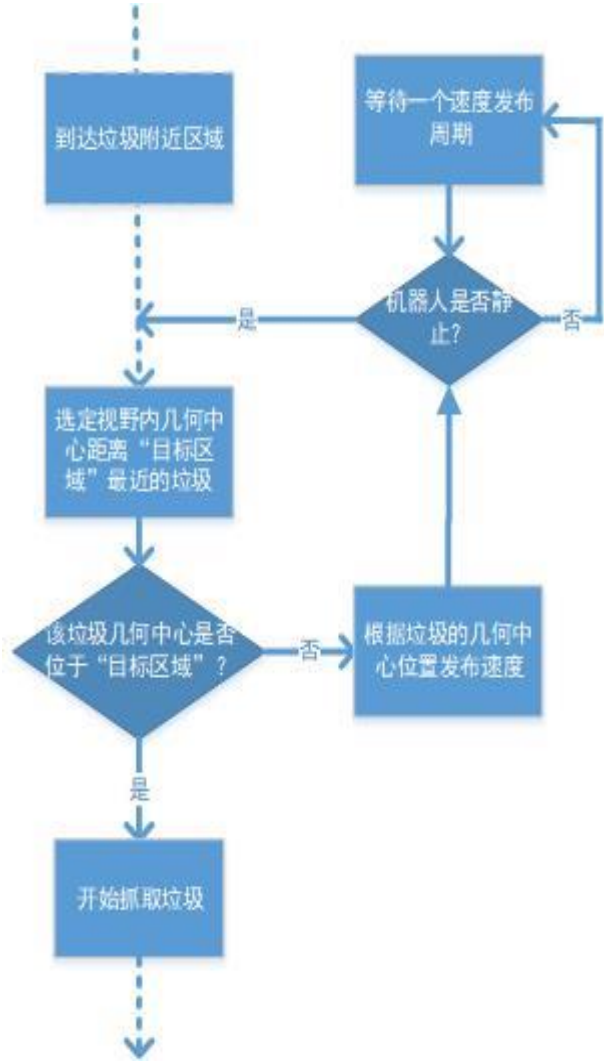 到达垃圾附近区域
等待一个速度发布
周期
机器人是否静
止?
是
否
选定视野内几何中
心距离“目标区
域”最近的垃圾
该垃圾几何中心是否
位于“目标区域”?
否
根据垃圾的几何中
心位置发布速度
是
开始抓取垃圾